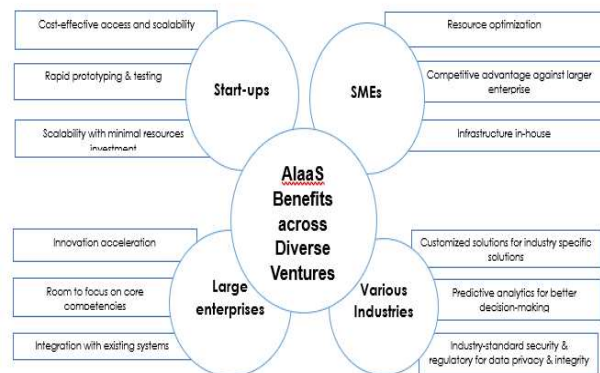 Cost-effective access and scalability
Rapid prototyping & testing
Scalability with minimal resources
investment
Start-ups
SMEs
Resource optimization
Competitive advantage against larger
enterprise
Infrastructure in-house
AIaaS
Benefits
across
Diverse
Ventures
Innovation acceleration
Room to focus on core
competencies
Integration with existing systems
Large
enterprises
Various
Industries
Customized solutions for industry specific
solutions
Predictive analytics for better
decision-making
Industry-standard security &
regulatory for data privacy & integrity